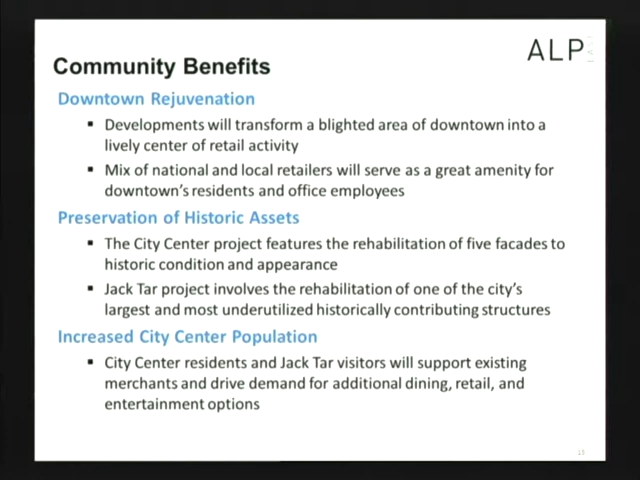 ALP
Community Benefits
Downtown Rejuvenation
▪ Developments will transform a blighted area of downtown into a
lively center of retail activity
▪ Mix of national and local retailers will serve as a great amenity for
downtown's residents and office employees
Preservation of Historic Assets
▪ The City Center project features the rehabilitation of five facades to
historic condition and appearance
▪ Jack Tar project involves the rehabilitation of one of the city's
largest and most underutilized historically contributing structures
Increased City Center Population
▪ City Center residents and Jack Tar visitors will support existing
merchants and drive demand for additional dining, retail, and
entertainment options